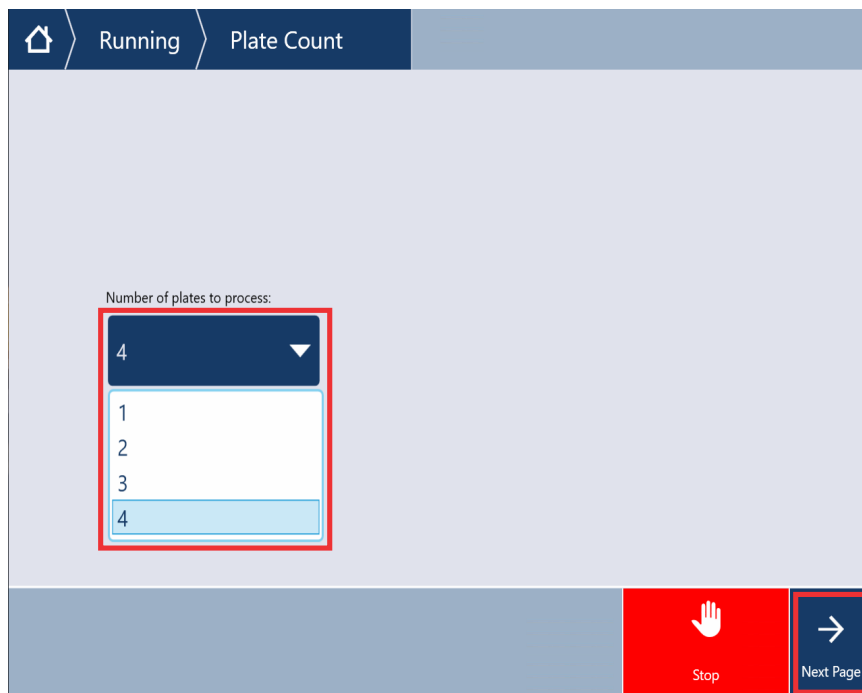 Running
Plate Count
Number of plates to process:
4
1
2
3
4
Stop
Next Page